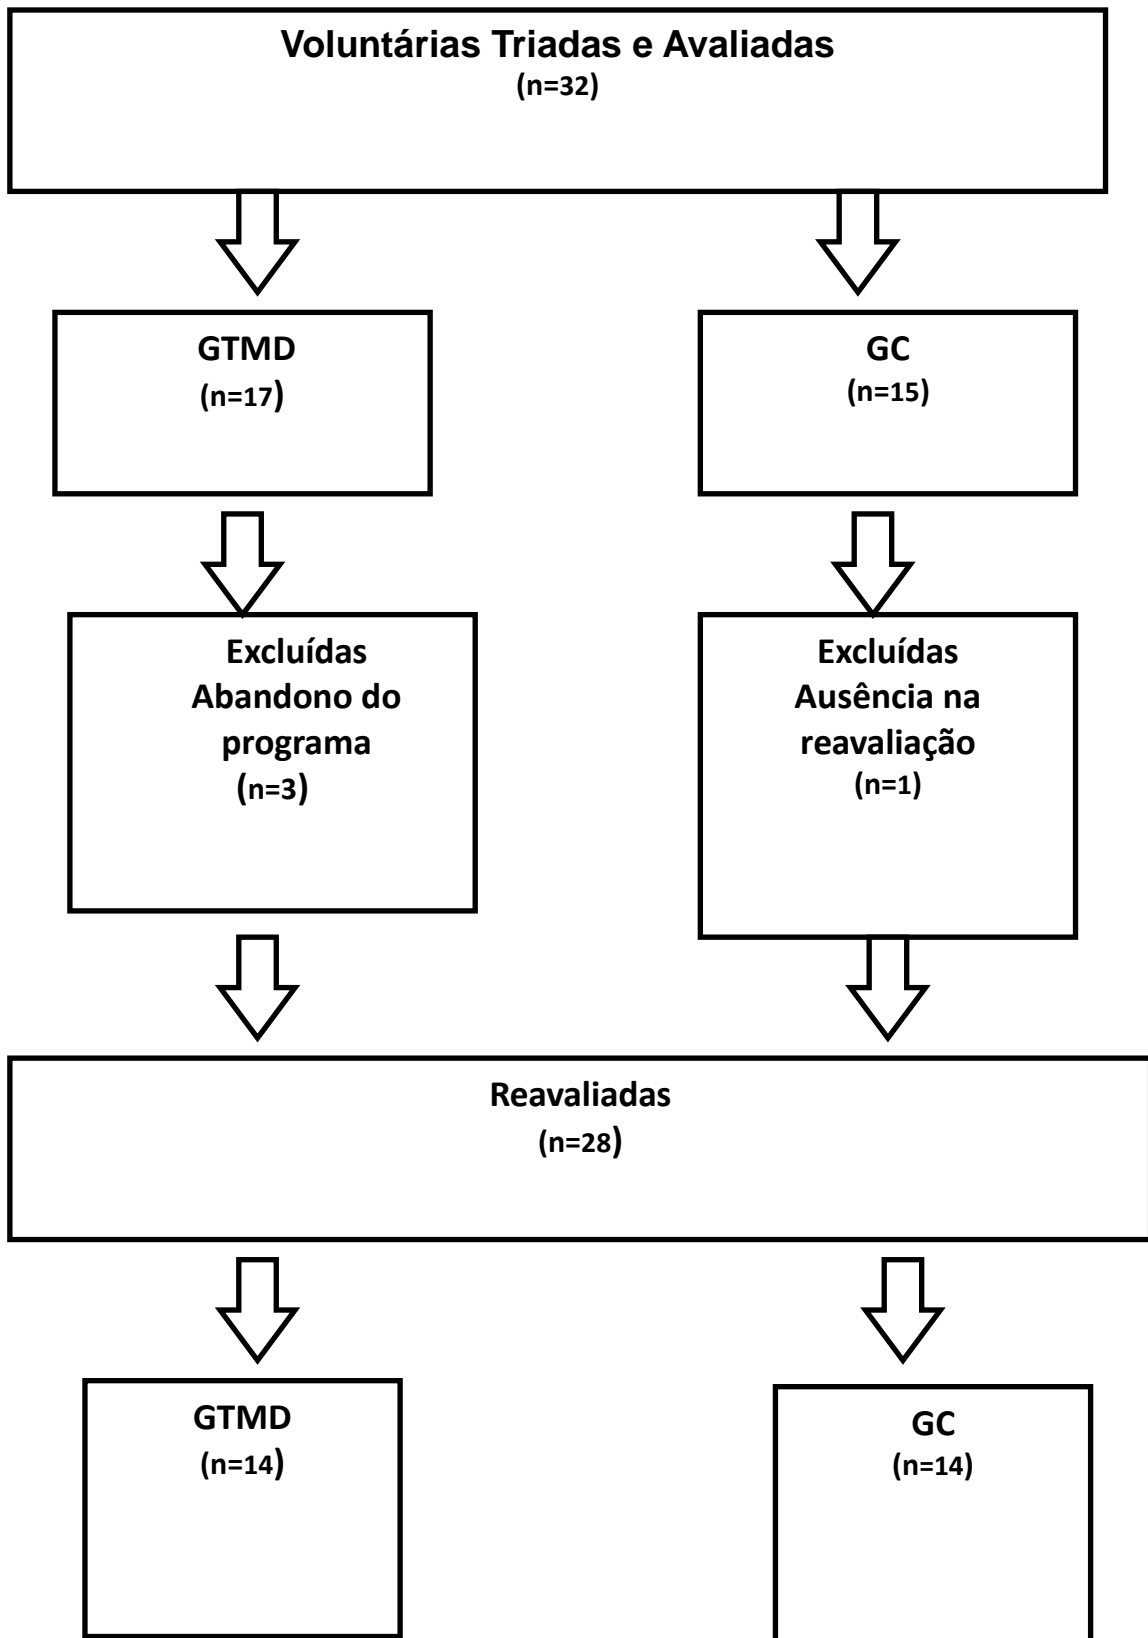 Voluntárias Triadas e Avaliadas
(n=32)
GTMD
(n=17)
GC
(n=15)
Excluídas
Abandono do
programa
(n=3)
Excluídas
Ausência na
reavaliação
(n=1)
Reavaliadas
(n=28)
GTMD
(n=14)
GC
(n=14)